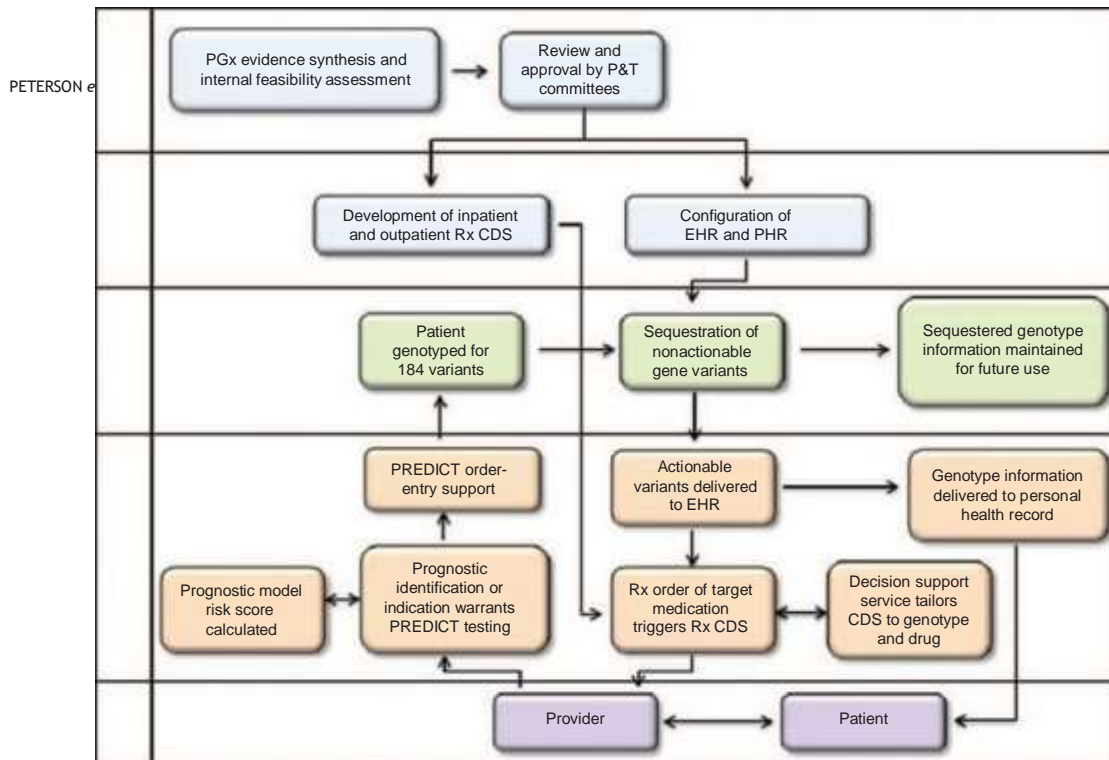 PGx evidence synthesis and
internal feasibility assessment
Review and
approval by P&T
committees
PETERSON e
Development of inpatient
and outpatient Rx CDS
Configuration of
EHR and PHR
Patient
genotyped for
184 variants
Sequestration of
nonactionable
gene variants
Sequestered genotype
information maintained
for future use
PREDICT order-
entry support
Actionable
variants delivered
to EHR
Genotype information
delivered to personal
health record
Prognostic model
risk score
calculated
Prognostic
identification or
indication warrants
PREDICT testing
Rx order of target
medication
triggers Rx CDS
Decision support
service tailors
CDS to genotype
and drug
Provider
Patient